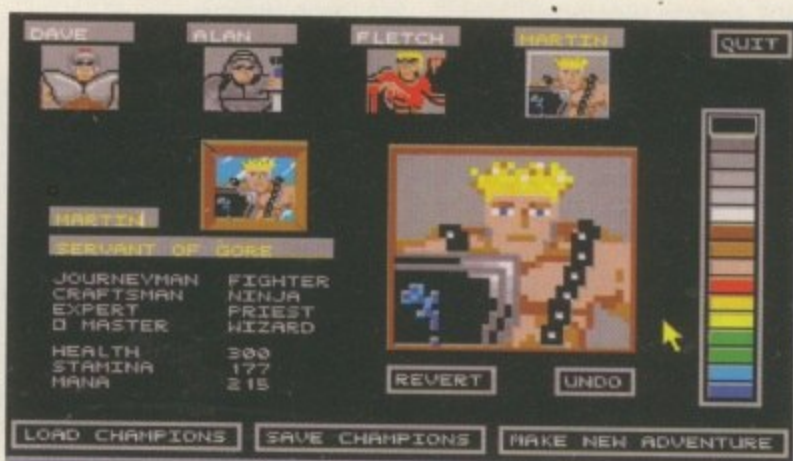 DAVE ALAN FLETCH MARTIN QUIT
MARTIN
SERVANT OF GORE
JOURNEYMAN FIGHTER
CRAFTSMAN NINJA
EXPERT PRIEST
MASTER WIZARD
HEALTH 300
STAMINA 177
MANA 215
REVERT UNDO
LOAD CHAMPIONS SAVE CHAMPIONS MAKE NEW ADVENTURE